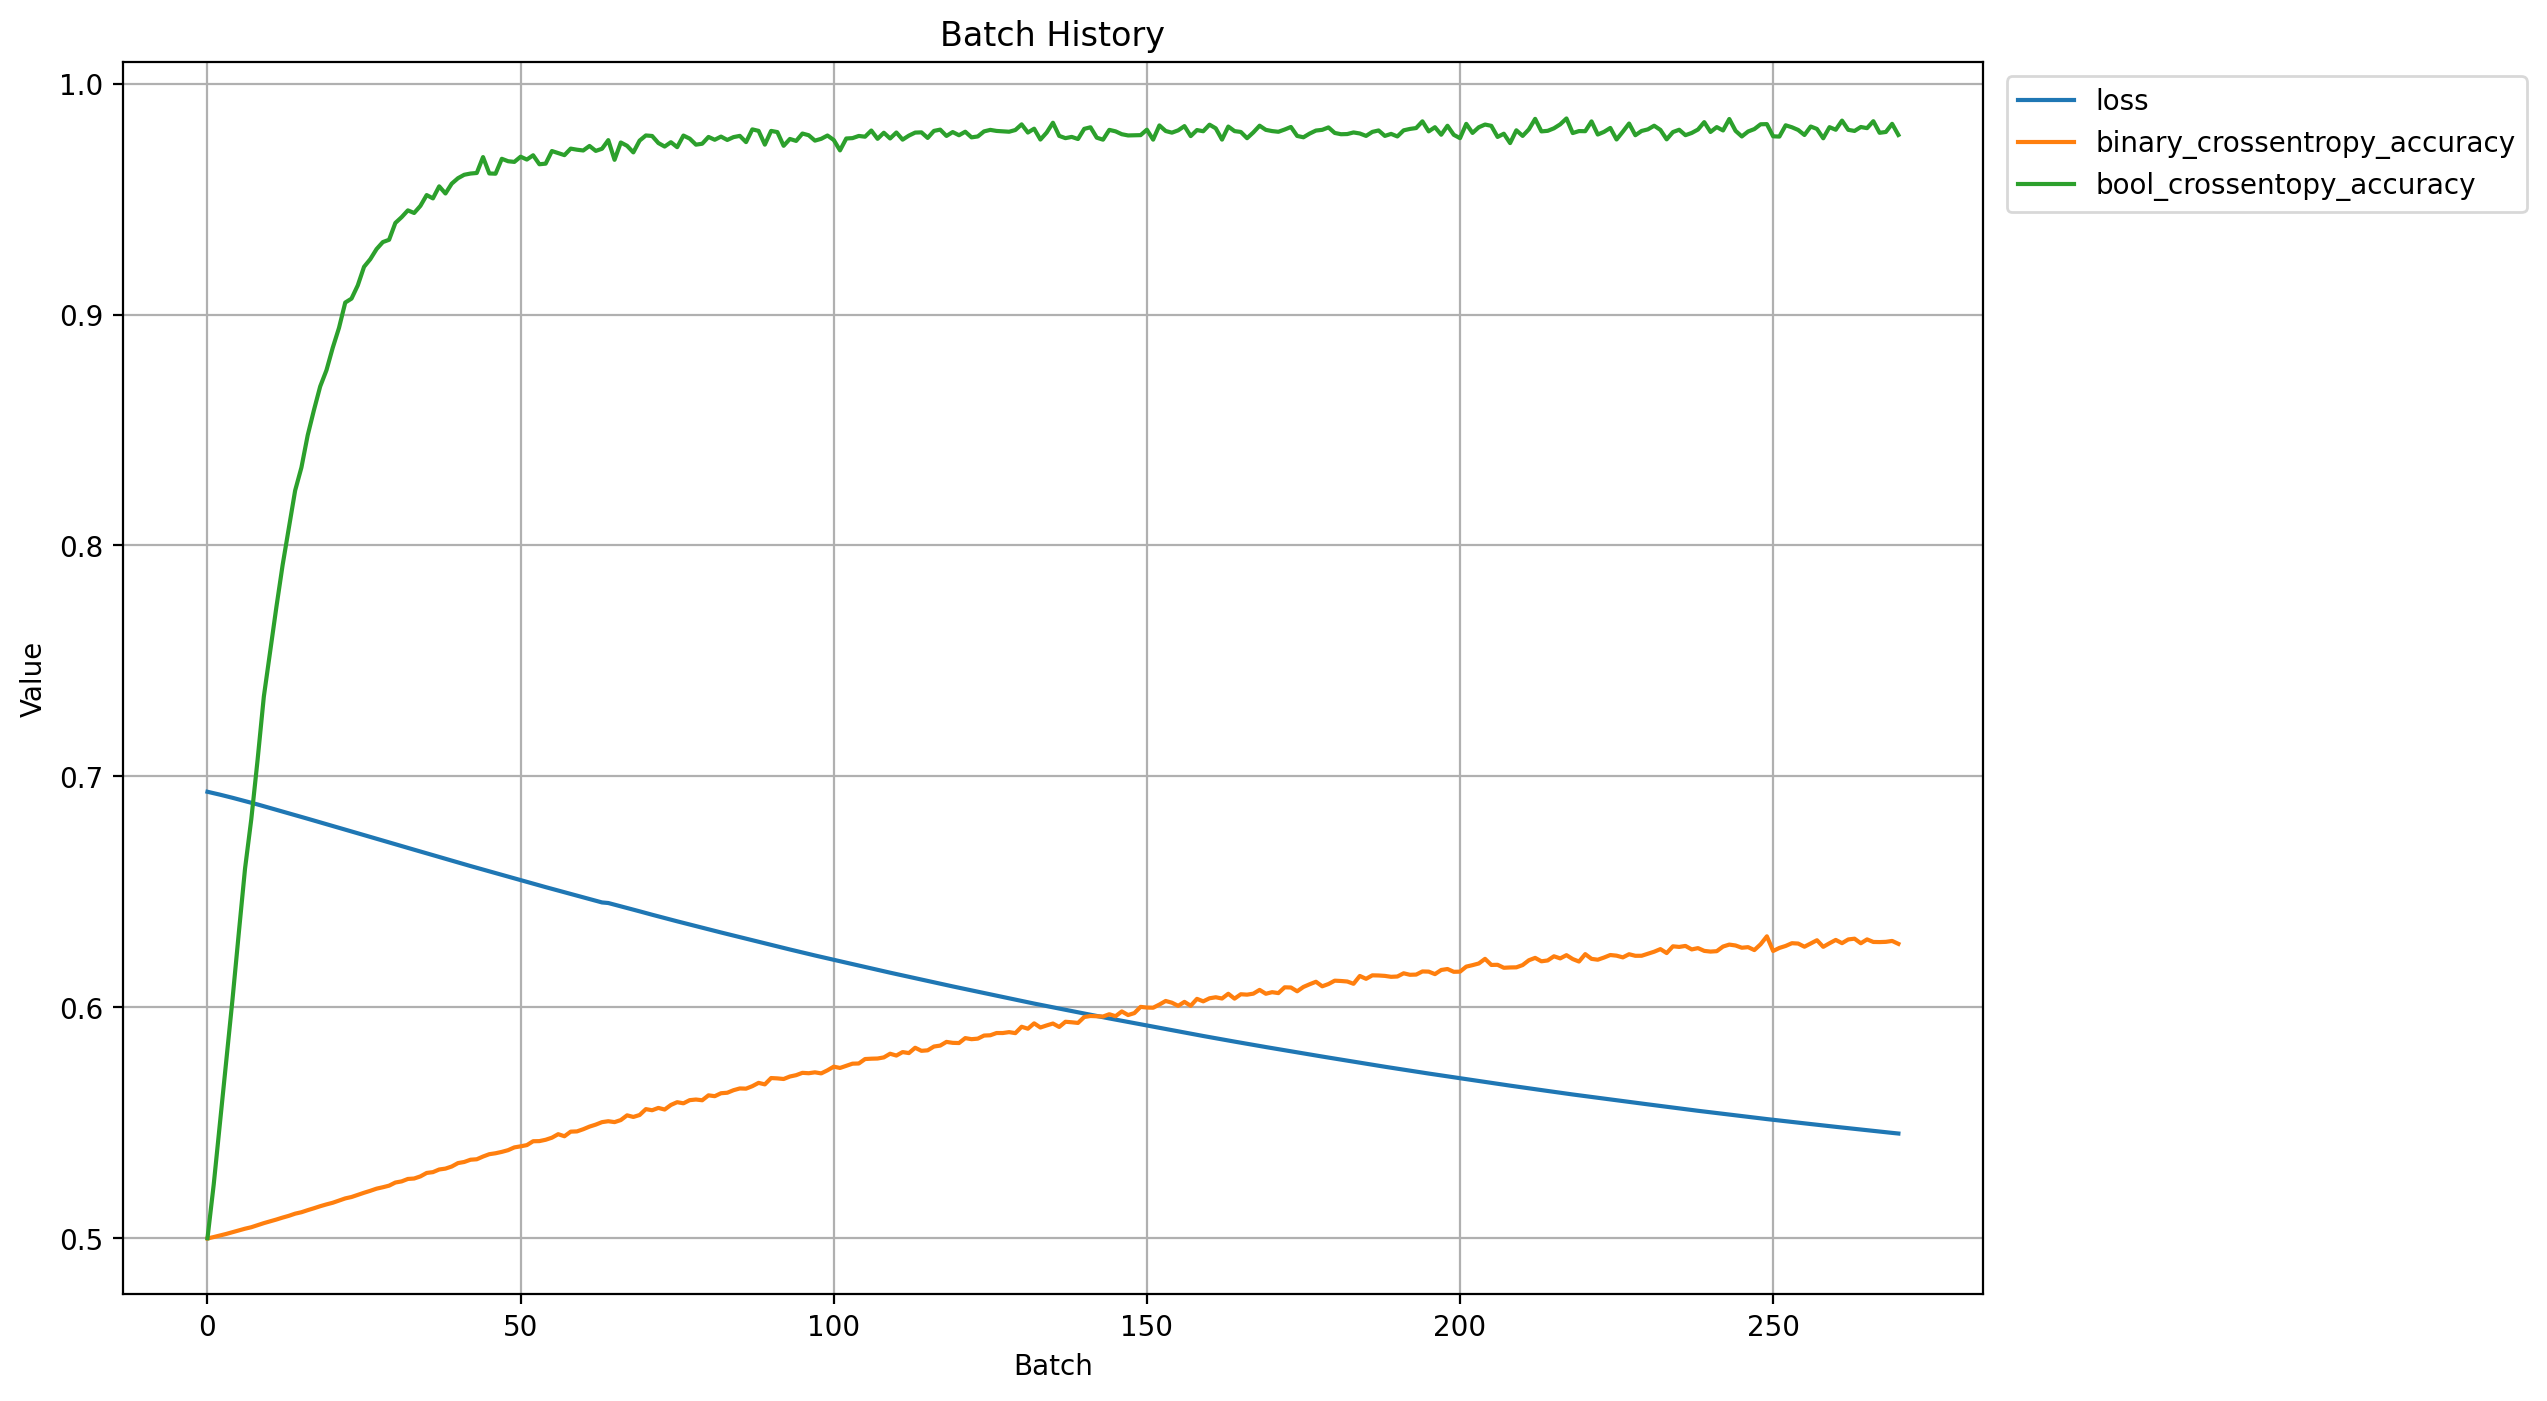 Batch History
1.0
0.9
0.8
0.7
0.6
0.5
Value
0
50
100
150
200
250
Batch
loss
binary_crossentropy_accuracy
bool_crossentopy_accuracy